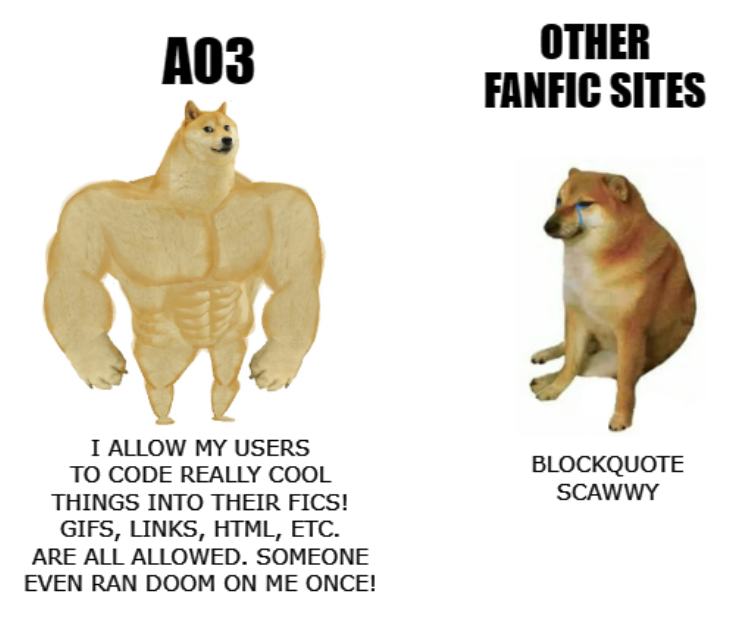 AO3
I ALLOW MY USERS
TO CODE REALLY COOL
THINGS INTO THEIR FICS!
GIFS, LINKS, HTML, ETC.
ARE ALL ALLOWED. SOMEONE
EVEN RAN DOOM ON ME ONCE!
OTHER
FANFIC SITES
BLOCKQUOTE
SCAWWY